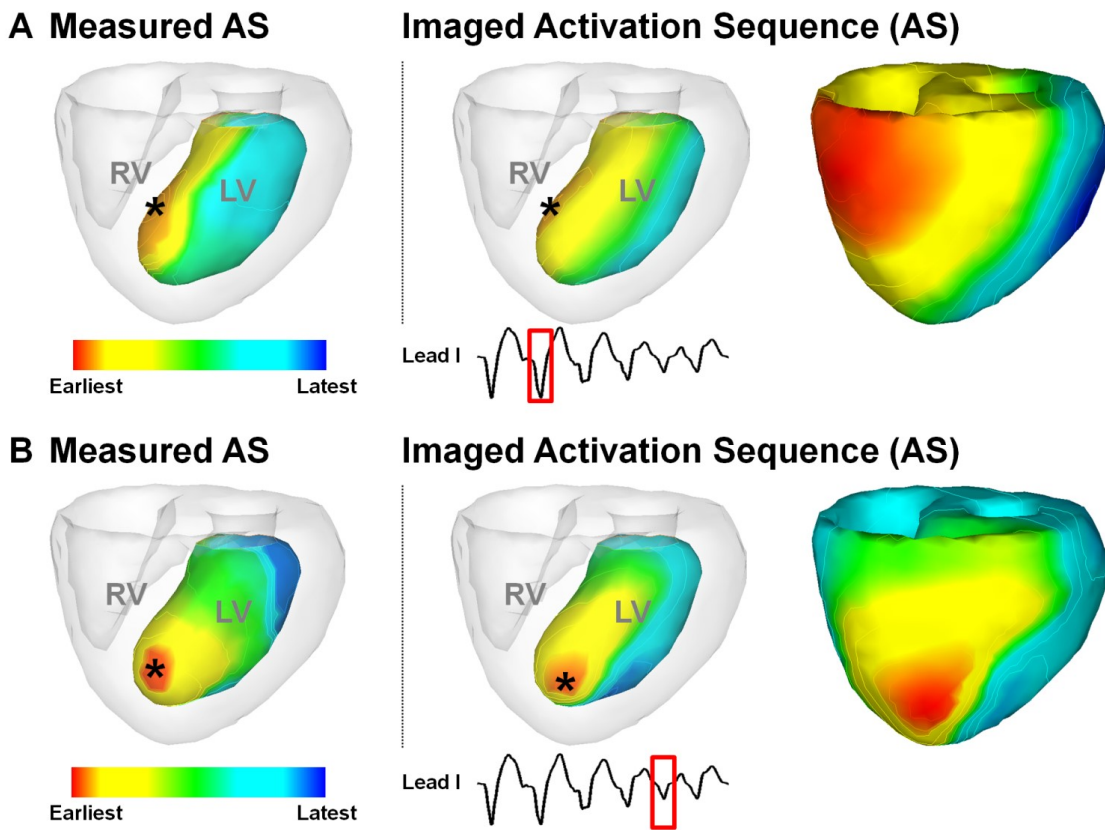 A Measured AS
Imaged Activation Sequence (AS)
RV
*
LV
RV
*
LV
Earliest
Latest
Lead I
B Measured AS
Imaged Activation Sequence (AS)
RV
LV
*
RV
LV
*
Earliest
Latest
Lead I